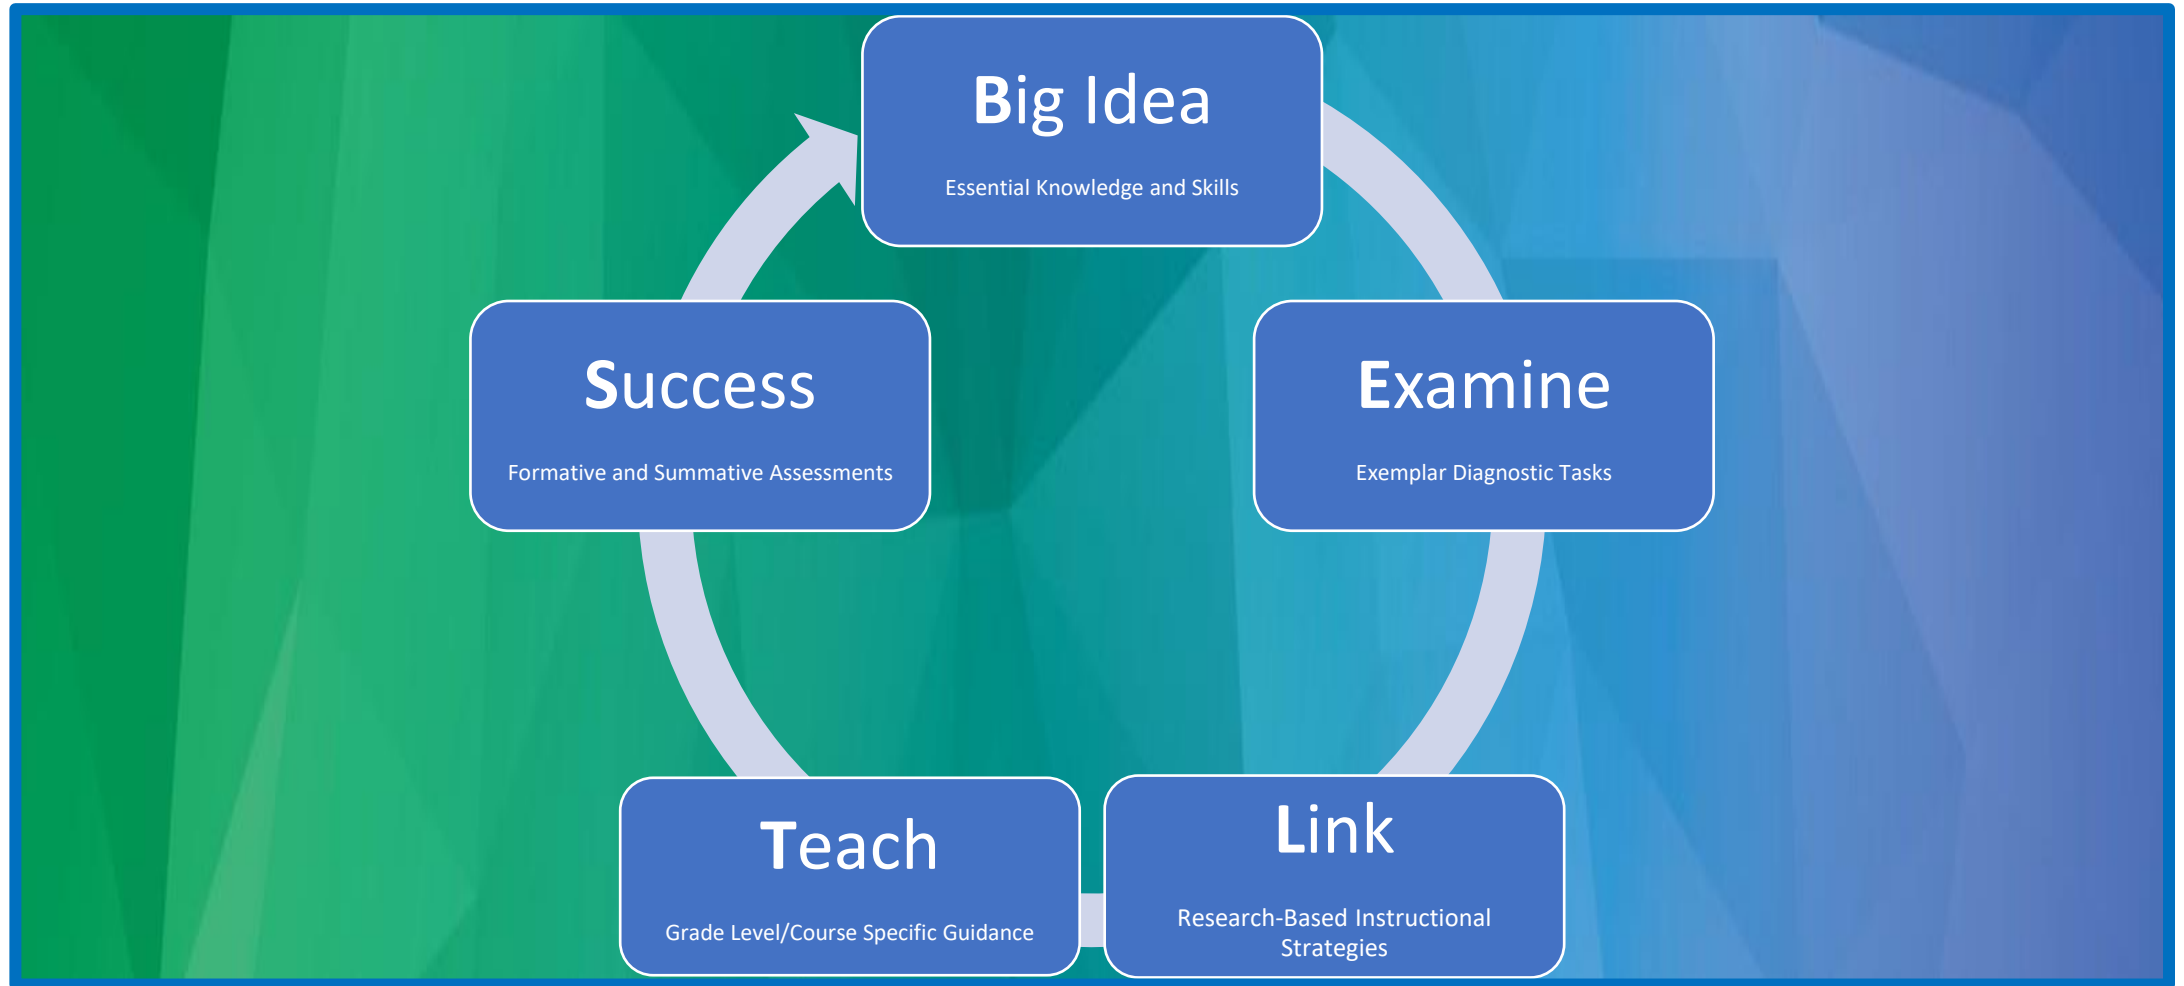 Big Idea
Essential Knowledge and Skills
Examine
Exemplar Diagnostic Tasks
Link
Research-Based Instructional
Strategies
Teach
Grade Level/Course Specific Guidance
Success
Formative and Summative Assessments